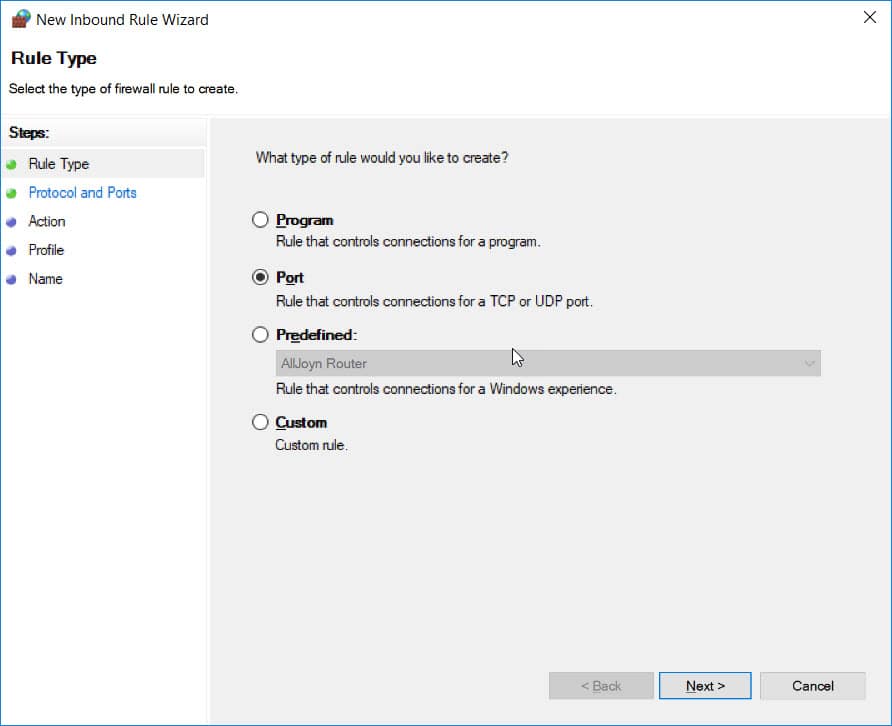 New Inbound Rule Wizard
Rule Type
Select the type of firewall rule to create.
Steps:
Rule Type
Protocol and Ports
Action
Profile
Name
What type of rule would you like to create?
Program
Rule that controls connections for a program.
Port
Rule that controls connections for a TCP or UDP port.
Predefined:
AllJoyn Router
Rule that controls connections for a Windows experience.
Custom
Custom rule.
< Back
Next >
Cancel